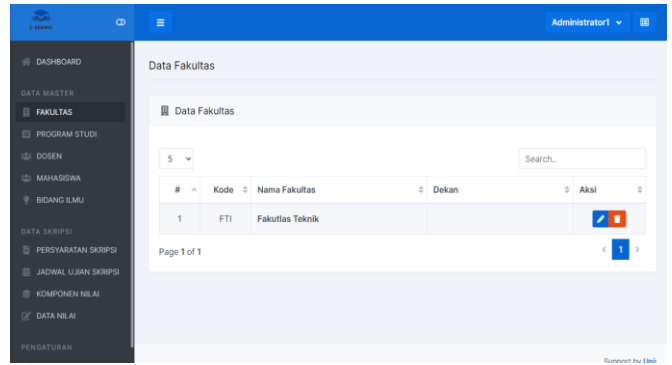 Administrator1
DASHBOARD
DATA MASTER
FAKULTAS
PROGRAM STUDI
DOSEN
MAHASISWA
BIDANG ILMU
DATA SKRIPSI
PERSYARATAN SKRIPSI
JADWAL UJIAN SKRIPSI
KOMPONEN NILAI
DATA NILAI
PENGATURAN
Data Fakultas
Data Fakultas
5
Search..
# Kode Nama Fakultas Dekan Aksi
1 FTI Fakutlas Teknik
Page 1 of 1
1
Support by